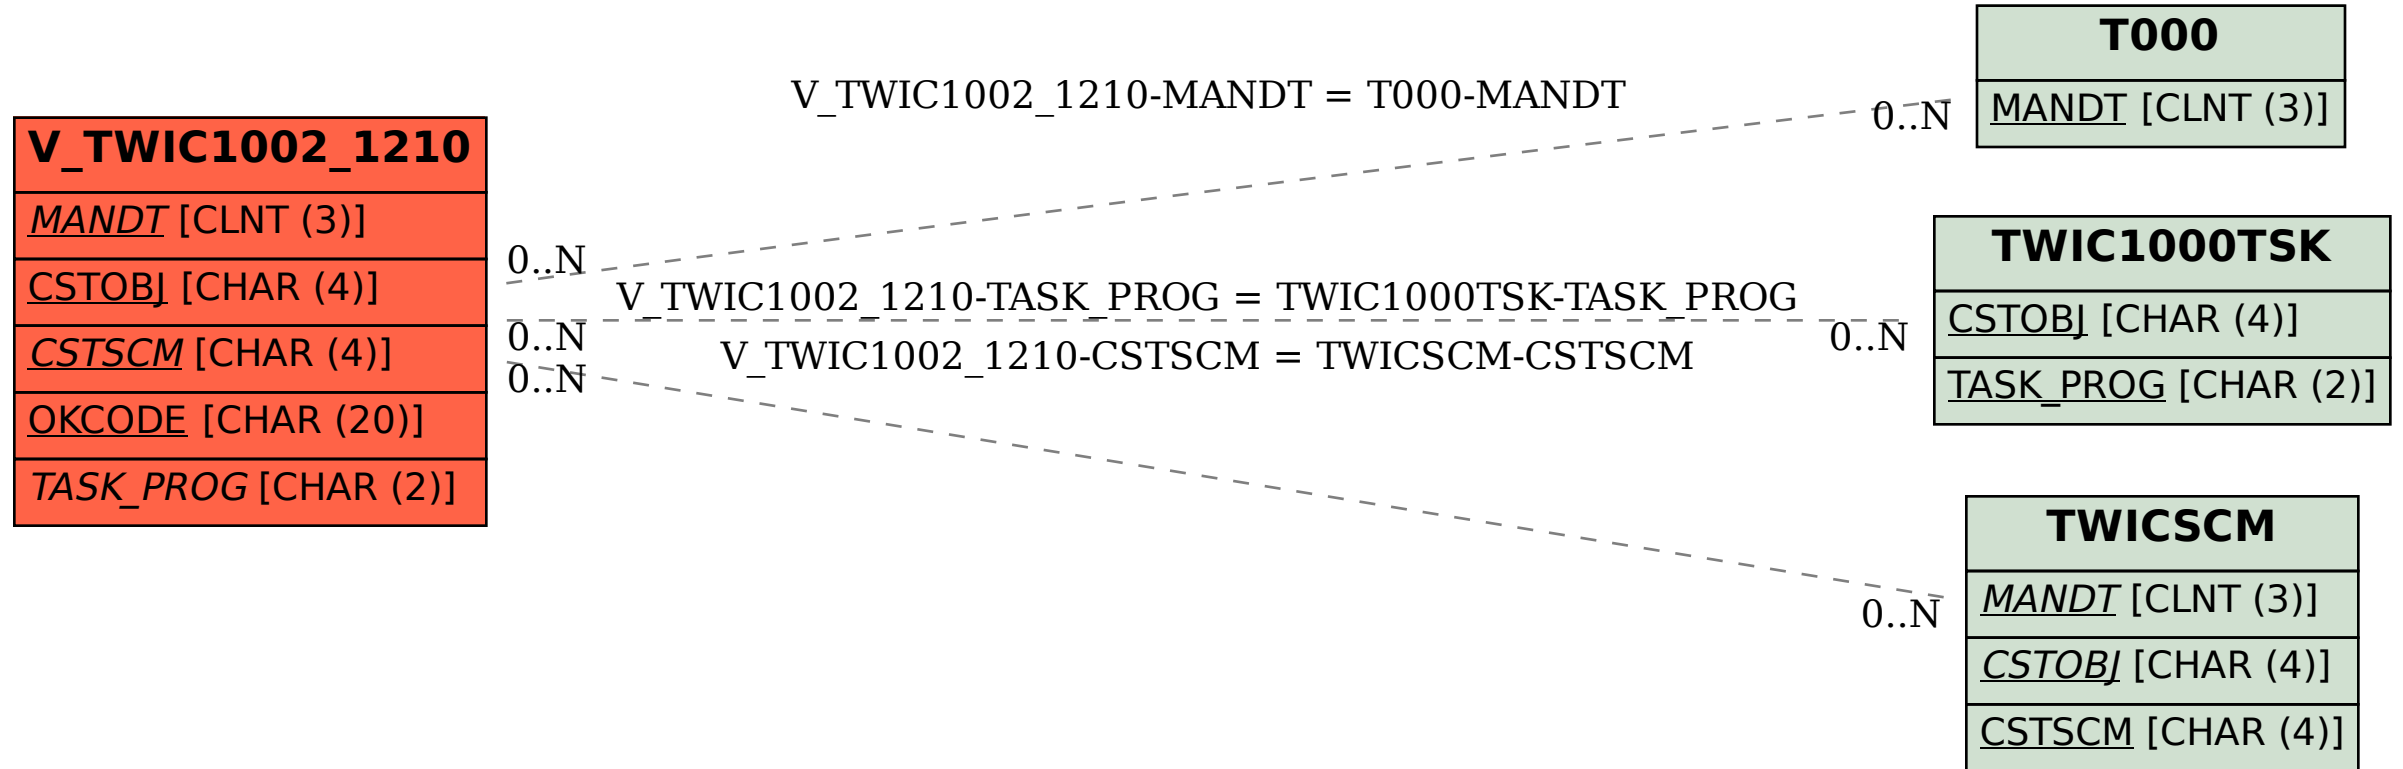 V_TWIC1002_1210
MANDT [CLNT (3)]
CSTOBJ [CHAR (4)]
CSTSCM [CHAR (4)]
OKCODE [CHAR (20)]
TASK_PROG [CHAR (2)]
V_TWIC1002_1210-MANDT = T000-MANDT
0..N
0..N
V_TWIC1002_1210-TASK_PROG = TWIC1000TSK-TASK_PROG
0..N
0..N
V_TWIC1002_1210-CSTSCM = TWICSCM-CSTSCM
0..N
0..N
T000
MANDT [CLNT (3)]
TWIC1000TSK
CSTOBJ [CHAR (4)]
TASK_PROG [CHAR (2)]
TWICSCM
MANDT [CLNT (3)]
CSTOBJ [CHAR (4)]
CSTSCM [CHAR (4)]